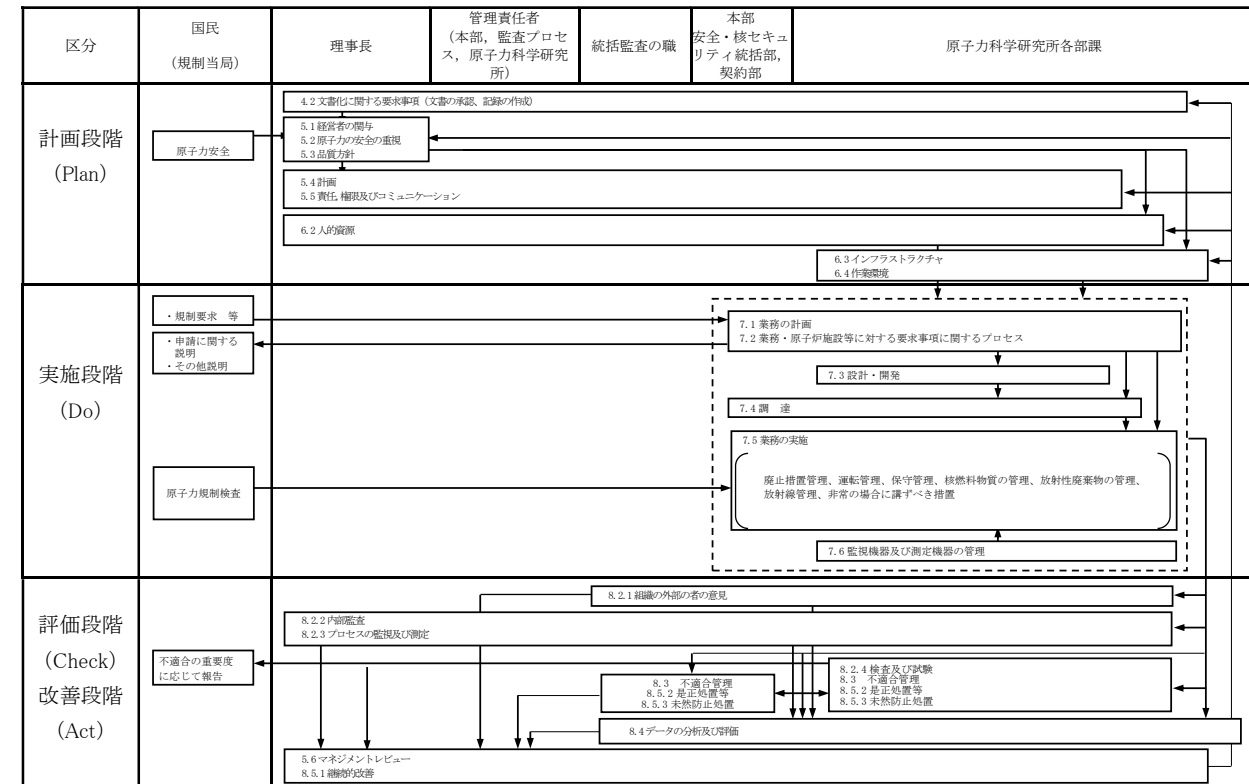 区分
国民
（規制当局）
理事長
管理責任者
（本部，監査プロセ
ス，原子力科学研究
所）
統括監査の職
本部
安全・核セキュ
リティ統括部，
契約部
原子力科学研究所各部課
計画段階
（Plan）
原子力安全
4.2 文書化に関する要求事項（文書の承認、記録の作成）
5.1 経営者の関与
5.2 原子力の安全の重視
5.3 品質方針
5.4 計画
5.5 責任，権限及びコミュニケーション
6.2 人的資源
6.3 インフラストラクチャ
6.4 作業環境
実施段階
（Do）
・規制要求　等
・申請に関する
説明
・その他説明
原子力規制検査
7.1 業務の計画
7.2 業務・原子炉施設等に対する要求事項に関するプロセス
7.3 設計・開発
7.4 調　達
7.5 業務の実施
廃止措置管理、運転管理、保守管理、核燃料物質の管理、放射性廃棄物の管理、
放射線管理、非常の場合に講ずべき措置
7.6 監視機器及び測定機器の管理
評価段階
（Check）
改善段階
（Act）
不適合の重要度
に応じて報告
8.2.1 組織の外部の者の意見
8.2.2 内部監査
8.2.3 プロセスの監視及び測定
8.3　不適合管理
8.5.2 是正処置等
8.5.3 未然防止処置
8.2.4 検査及び試験
8.3　不適合管理
8.5.2 是正処置等
8.5.3 未然防止処置
8.4 データの分析及び評価
5.6 マネジメントレビュー
8.5.1 継続的改善